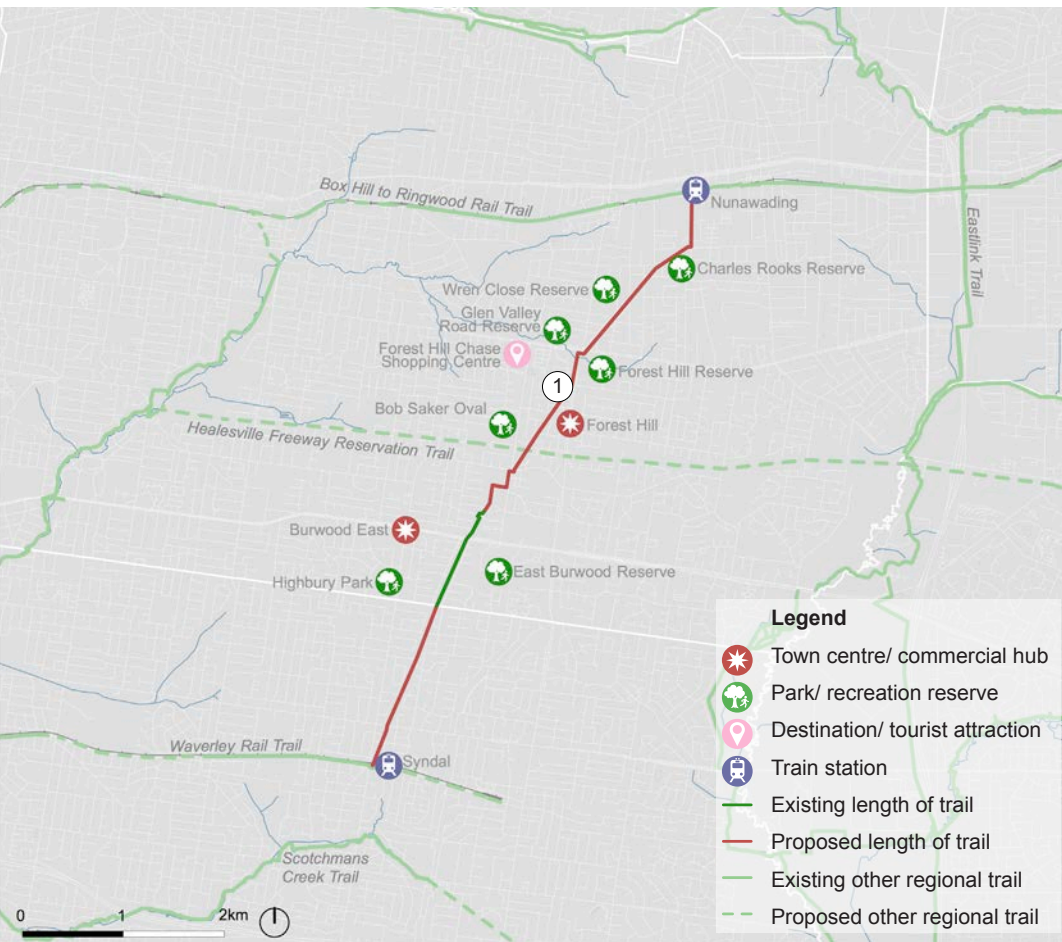 Box Hill to Ringwood Rail Trail
Nunawading
Eastlink Trail
Charles Rooks Reserve
Wren Close Reserve
Glen Valley
Road Reserve
Forest Hill Chase
Shopping Centre
Forest Hill Reserve
1
Bob Saker Oval
Forest Hill
Healesville Freeway Reservation Trail
Burwood East
East Burwood Reserve
Highbury Park
Waverley Rail Trail
Syndal
Scotchmans
Creek Trail
0 1 2km
Legend
Town centre/ commercial hub
Park/ recreation reserve
Destination/ tourist attraction
Train station
Existing length of trail
Proposed length of trail
Existing other regional trail
Proposed other regional trail